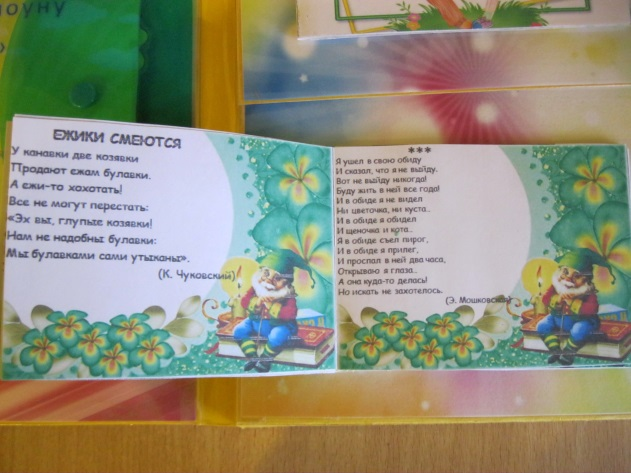 ЕЖИКИ СМЕЮТСЯ
У канавки две козявки
Продают ежам булавки.
А ежи-то хохотать!
Все не могут перестать:
«Эх вы, глупые козявки!
Нам не надобны булавки:
Мы булавками сами утыканы».
(К. Чуковский)
***
Я ушел в свою обиду
И сказал, что я не выйду.
Вот не выйду никогда!
Буду жить в ней все года!
И в обиде я не видел
Ни цветочка, ни куста..
И в обиде я обидел
И щеночка и кота..
Я в обиде съел пирог,
И в обиде я прилег,
И проспал в ней два часа,
Открываю я глаза..
А она куда-то делась!
Но искать не захотелось.
(Э. Мошковская)